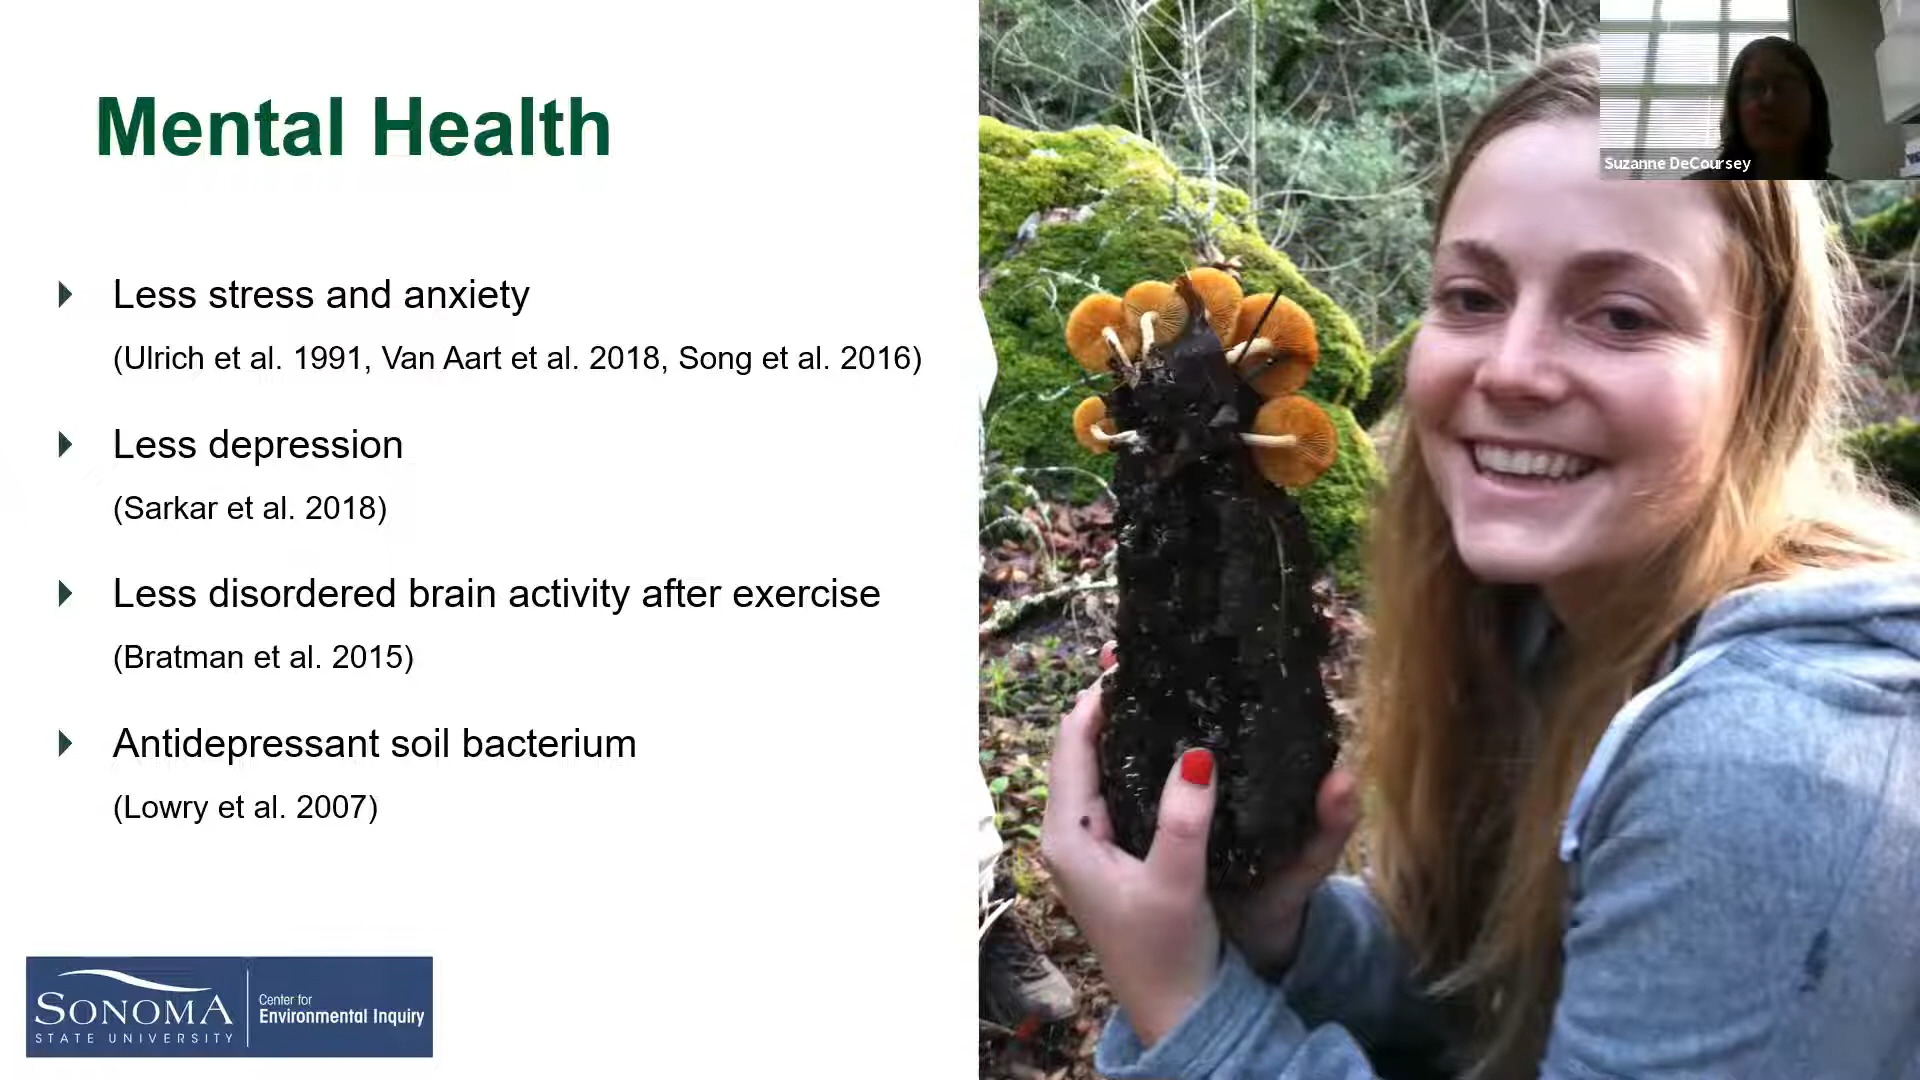 Mental Health
Less stress and anxiety
(Ulrich et al. 1991, Van Aart et al. 2018, Song et al. 2016)
Less depression
(Sarkar et al. 2018)
Less disordered brain activity after exercise
(Bratman et al. 2015)
Antidepressant soil bacterium
(Lowry et al. 2007)
SONOMA
STATE UNIVERSITY
Center for
Environmental Inquiry
Suzanne DeCoursey